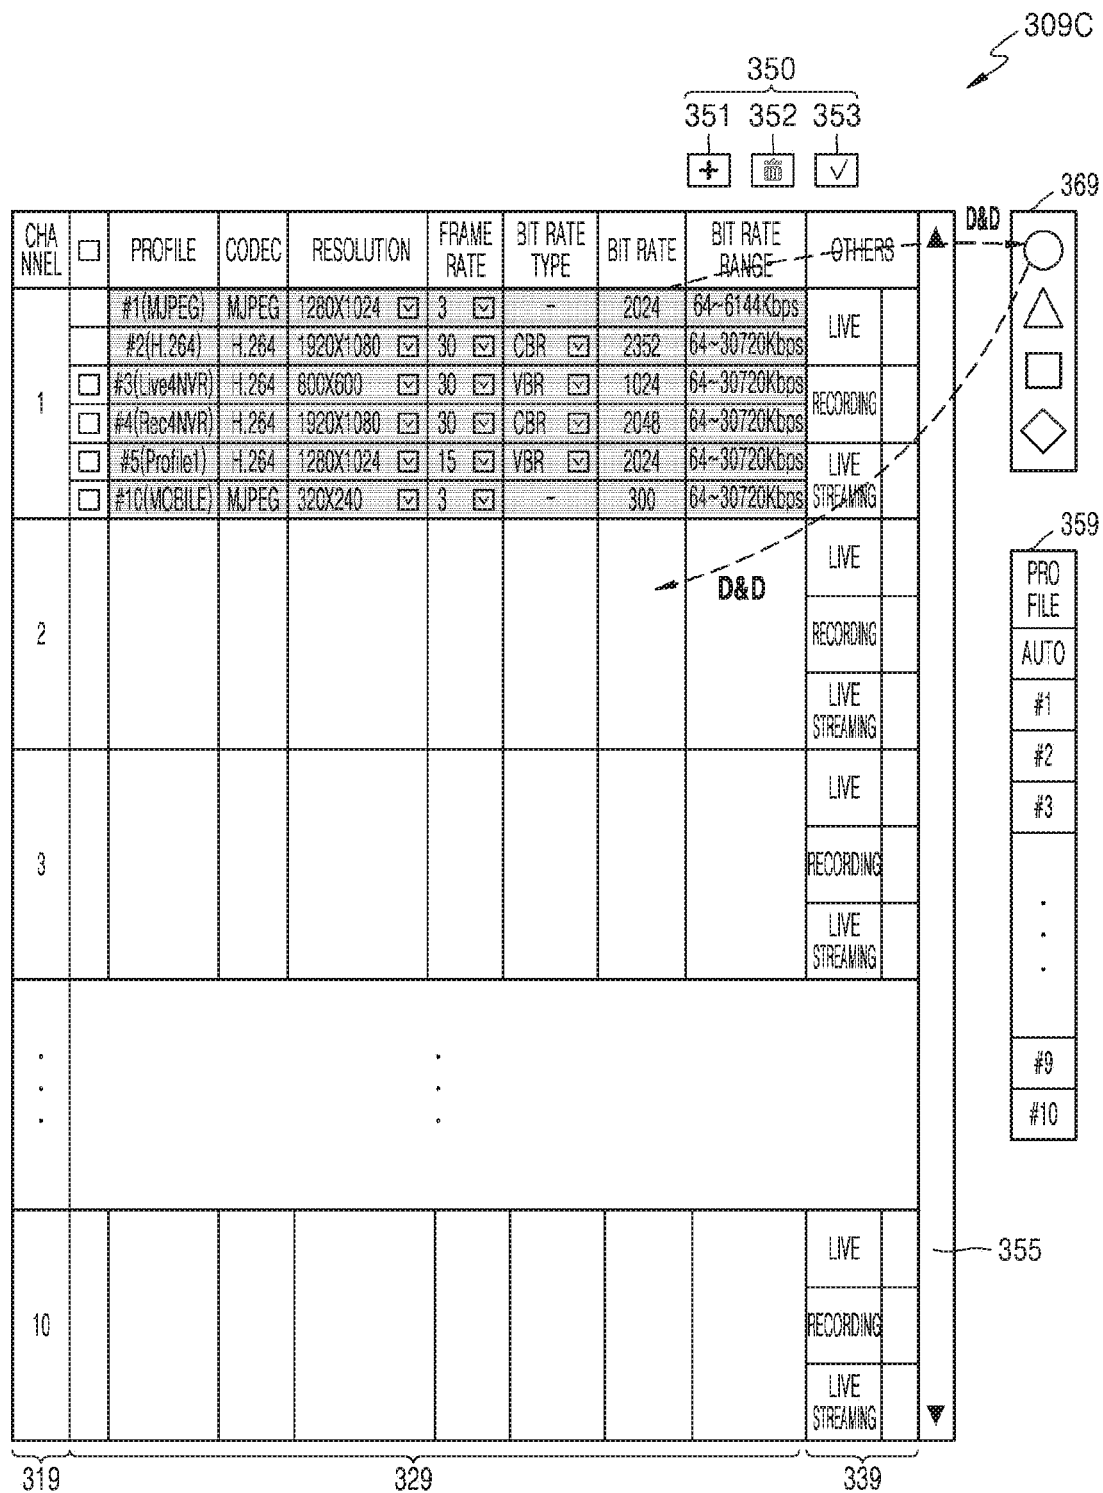 309C
350
351 352 353
369
D&D
CHA NNEL PROFILE CODEC RESOLUTION FRAME RATE BIT RATE TYPE BIT RATE BIT RATE RANGE OTHERS
1
#1(MJPEG) MJPEG 1280X1024 3 - 2024 64~6144Kbps LIVE
#2(H.264) H.264 1920X1080 30 CBR 2352 64~30720Kbps
#3(Live4NVR) H.264 800X600 30 VBR 1024 64~30720Kbps RECORDING
#4(Rec4NVR) H.264 1920X1080 30 CBR 2048 64~30720Kbps
#5(Profile1) H.264 1280X1024 15 VBR 2024 64~30720Kbps LIVE STREAMING
#10(MOBILE) MJPEG 320X240 3 - 300 64~30720Kbps
D&D
2
LIVE
RECORDING
LIVE
STREAMING
3
LIVE
RECORDING
LIVE
STREAMING
10
LIVE
RECORDING
LIVE
STREAMING
359
PRO
FILE
AUTO
#1
#2
#3
#9
#10
355
319 329 339